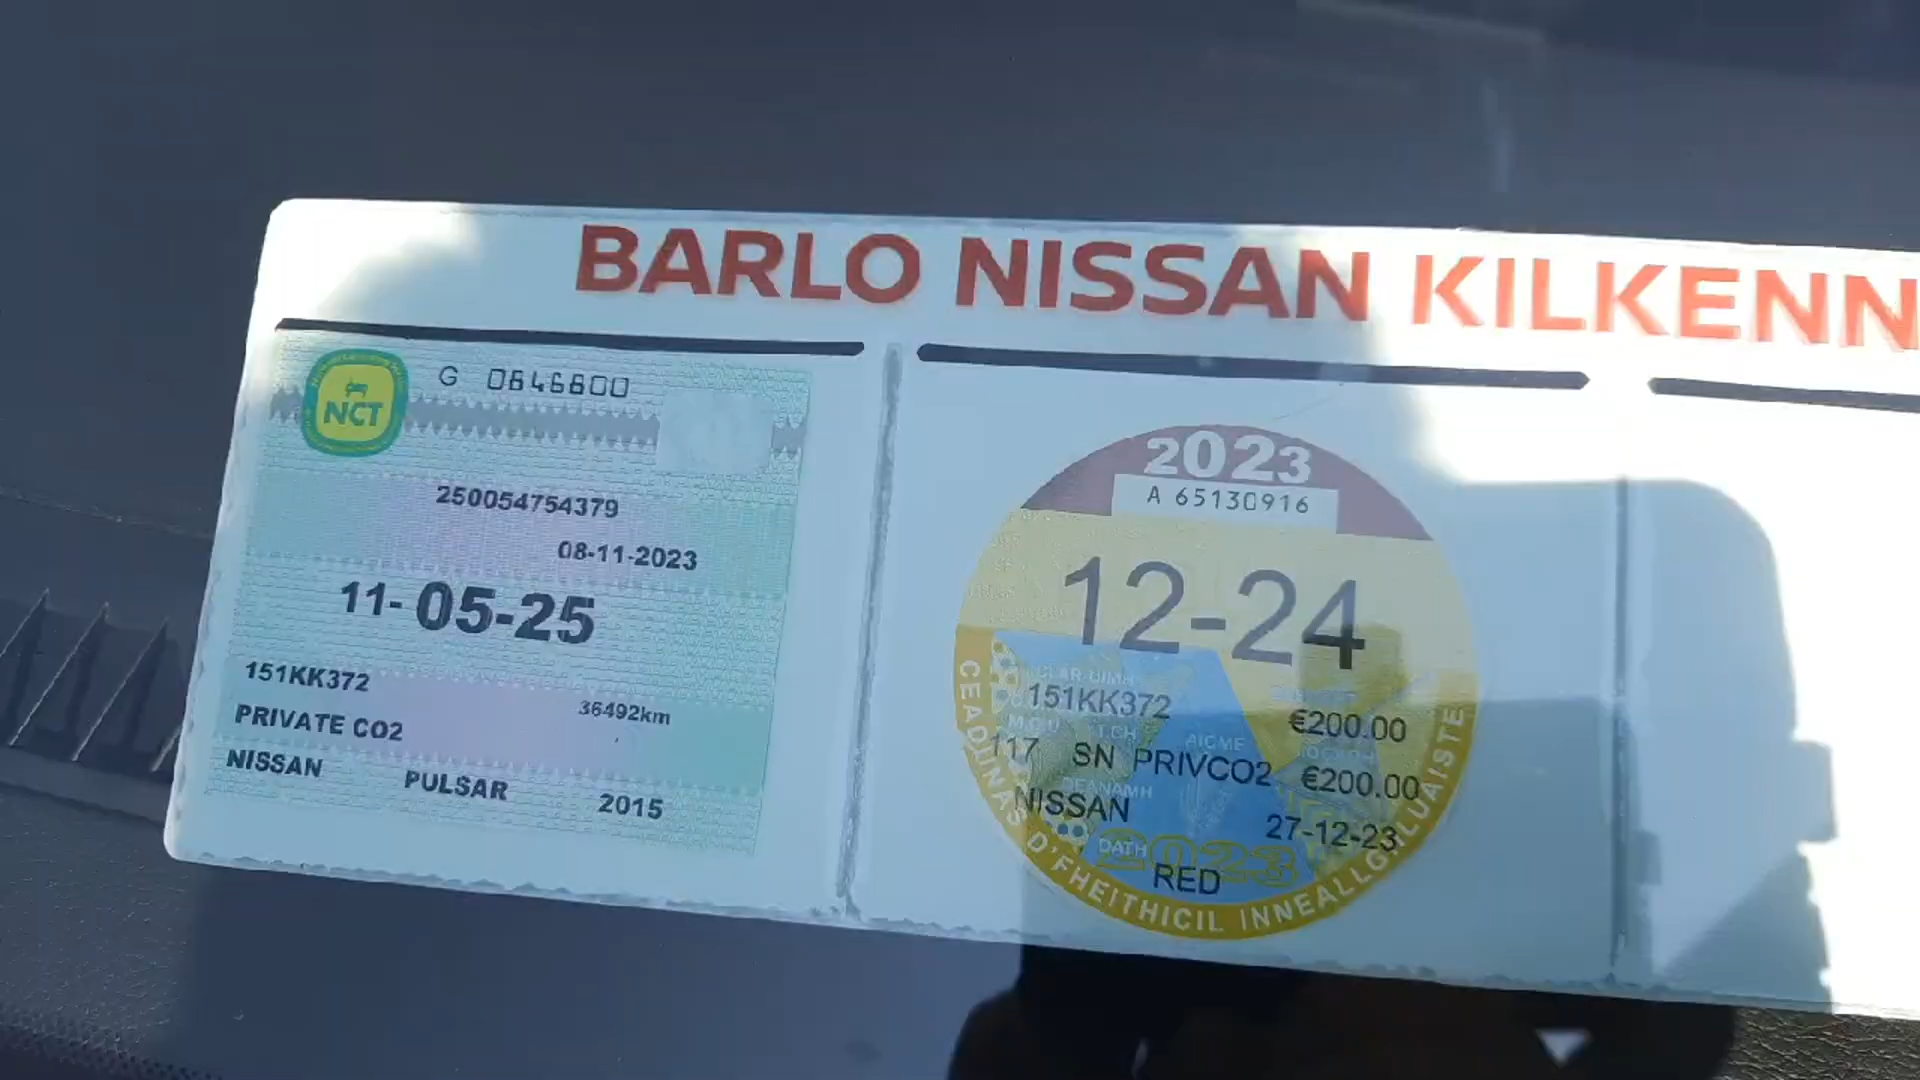 BARLO NISSAN KILKENN
NCT
G 0646600
250054754379
08-11-2023
11-05-25
151KK372
36492km
PRIVATE CO2
NISSAN PULSAR 2015
2023
A 65130916
12-24
151KK372 €200.00
AICME
117 SN PRIVCO2 €200.00
NISSAN 27-12-23
DATH 2023
RED
CEADÚNAS D'FHEITHICIL INNEALLGHLUAISTE